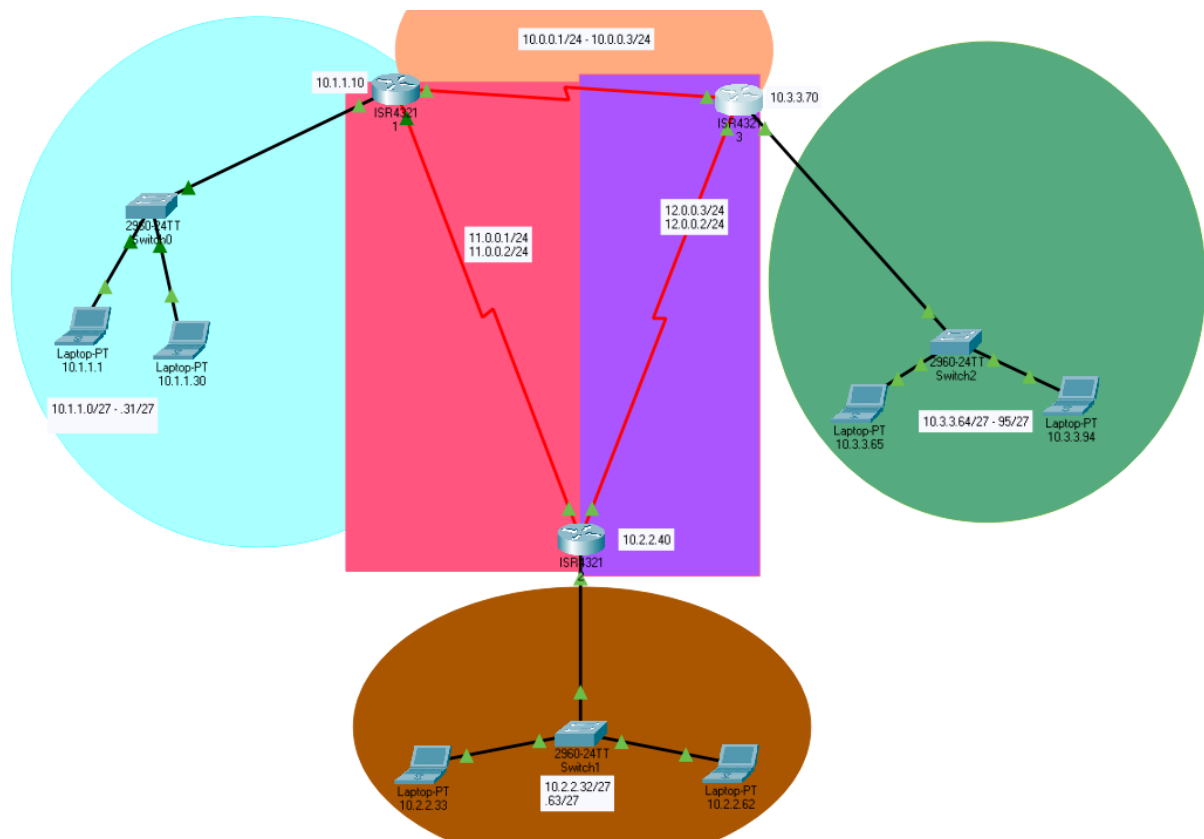 10.0.0.1/24 - 10.0.0.3/24
10.1.1.10
ISR4321
1
10.3.3.70
ISR4321
3
2960-24TT
Switch0
11.0.0.1/24
11.0.0.2/24
12.0.0.3/24
12.0.0.2/24
Laptop-PT
10.1.1.1
Laptop-PT
10.1.1.30
10.1.1.0/27 - .31/27
2960-24TT
Switch2
Laptop-PT
10.3.3.65
10.3.3.64/27 - 95/27
Laptop-PT
10.3.3.94
ISR4321
2
10.2.2.40
2960-24TT
Switch1
Laptop-PT
10.2.2.33
10.2.2.32/27
.63/27
Laptop-PT
10.2.2.62